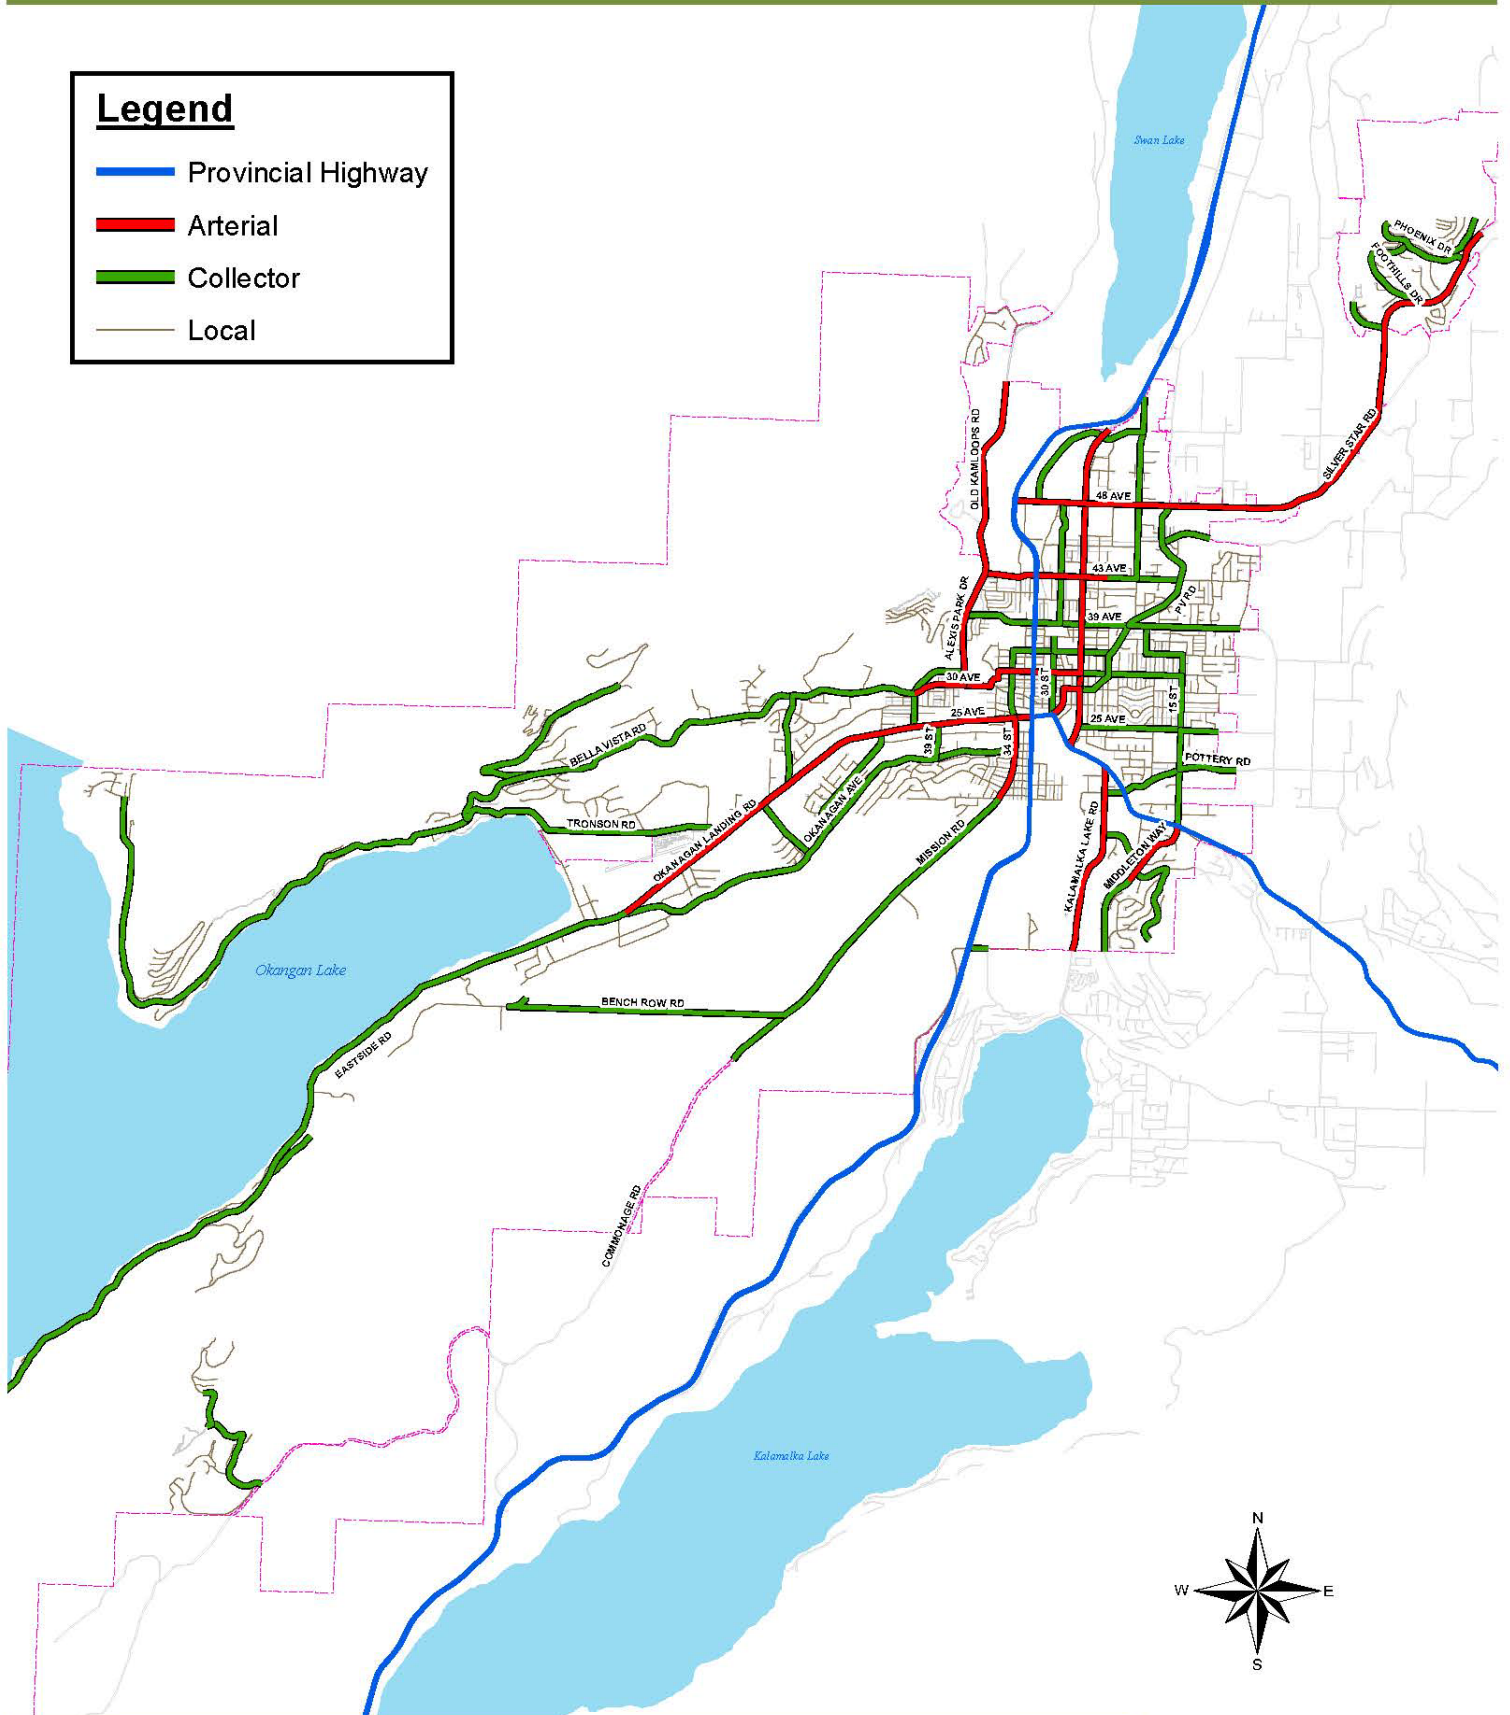 Legend
Provincial Highway
Arterial
Collector
Local
Swan Lake
PHOENIX DR
FOOTHILLS DR
SILVER STAR RD
OLD KAMLOOPS RD
48 AVE
43 AVE
ALEXIS PARK DR
PV RD
39 AVE
30 AVE
30 ST
15 ST
25 AVE
25 AVE
39 ST
34 ST
BELLA VISTA RD
POTTERY RD
OKANAGAN AVE
TRONSON RD
OKANAGAN LANDING RD
MISSION RD
KALAMALKA LAKE RD
MIDDLETON WAY
Okangan Lake
BENCH ROW RD
EASTSIDE RD
COMMONAGE RD
Kalamalka Lake
N
W
E
S